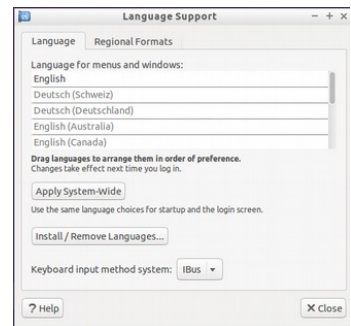 Language Support
Language
Regional Formats
Language for menus and windows:
English
Deutsch (Schweiz)
Deutsch (Deutschland)
English (Australia)
English (Canada)
Drag languages to arrange them in order of preference.
Changes take effect next time you log in.
Apply System-Wide
Use the same language choices for startup and the login screen.
Install / Remove Languages...
Keyboard input method system: IBus
? Help
Close